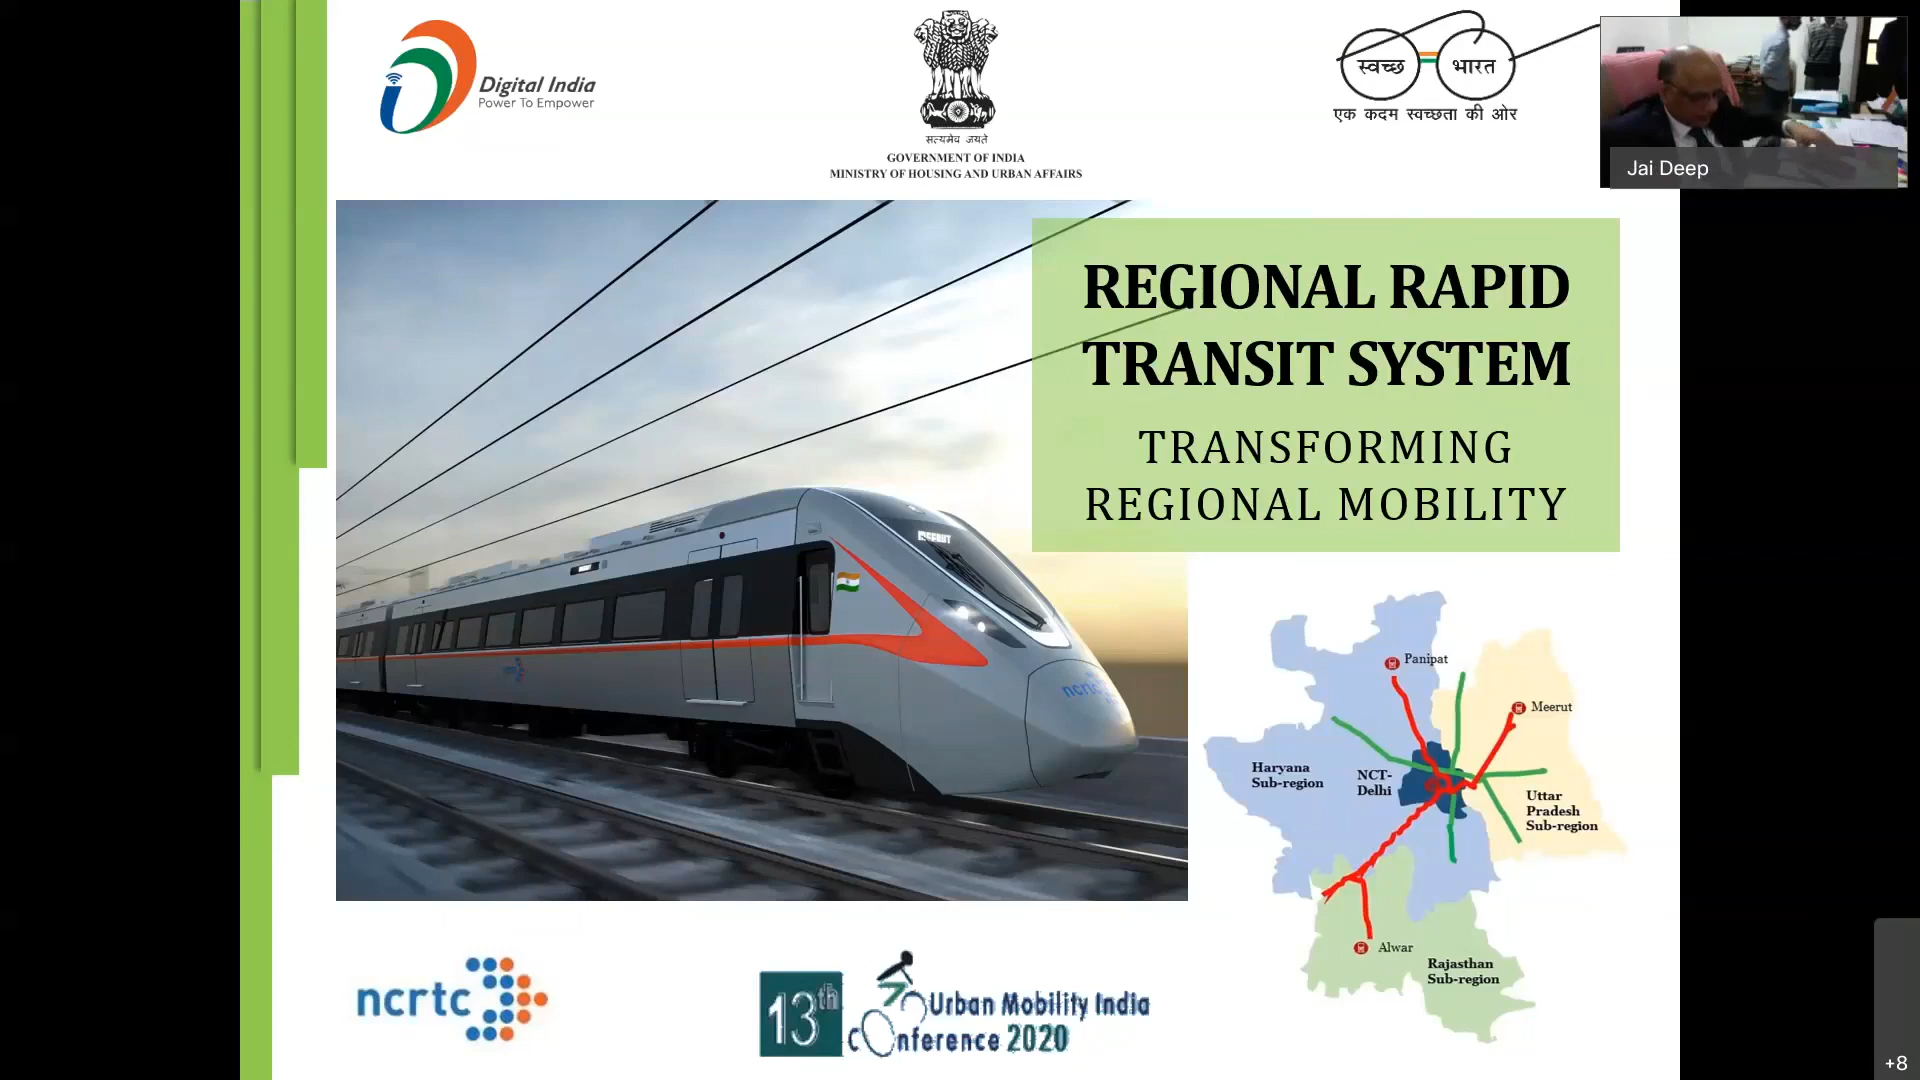 Digital India
Power To Empower
सत्यमेव जयते
GOVERNMENT OF INDIA
MINISTRY OF HOUSING AND URBAN AFFAIRS
स्वच्छ भारत
एक कदम स्वच्छता की ओर
Jai Deep
REGIONAL RAPID
TRANSIT SYSTEM
TRANSFORMING
REGIONAL MOBILITY
MEERUT
ncrtc
Panipat
Meerut
Haryana
Sub-region
NCT-
Delhi
Uttar
Pradesh
Sub-region
Alwar
Rajasthan
Sub-region
ncrtc
13th Urban Mobility India
Conference 2020
+8